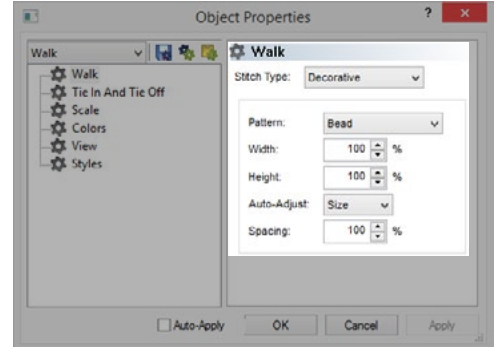 Object Properties
?
Walk
Walk
Tie In And Tie Off
Scale
Colors
View
Styles
Walk
Stitch Type: Decorative
Pattern: Bead
Width: 100 %
Height: 100 %
Auto-Adjust: Size
Spacing: 100 %
Auto-Apply OK Cancel Apply